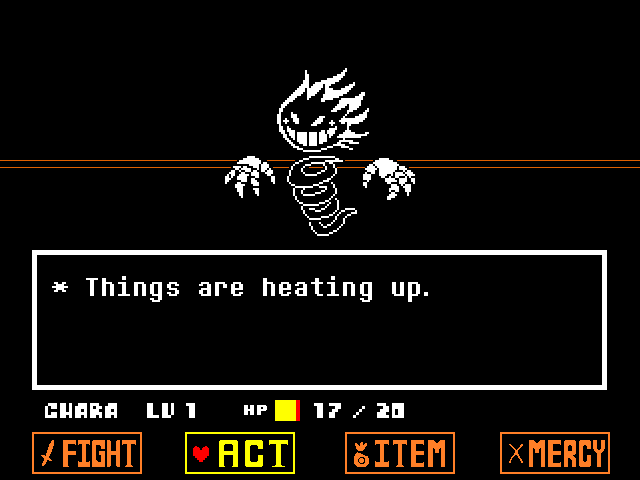 * Things are heating up.
CHARA LV 1 HP 17 / 20
FIGHT ACT ITEM MERCY